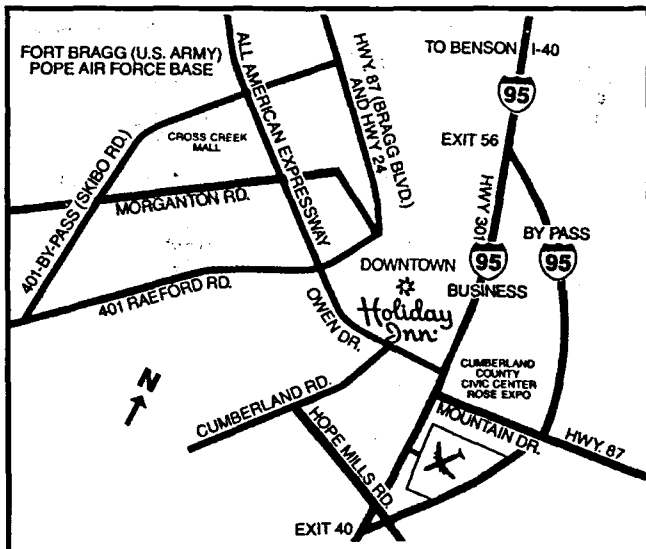 FORT BRAGG (U.S. ARMY)
POPE AIR FORCE BASE
ALL AMERICAN EXPRESSWAY
HWY. 87 (BRAGG BLVD.)
AND HWY 24
TO BENSON I-40
95
EXIT 56
CROSS CREEK
MALL
401-BY-PASS (SKIBO RD.)
MORGANTON RD.
HWY 301
BY PASS
95
95
BUSINESS
DOWNTOWN
401 RAEFORD RD.
OWEN DR.
Holiday
Inn
CUMBERLAND
COUNTY
CIVIC CENTER
ROSE EXPO
N
CUMBERLAND RD.
HOPE MILLS RD.
MOUNTAIN DR.
HWY. 87
EXIT 40